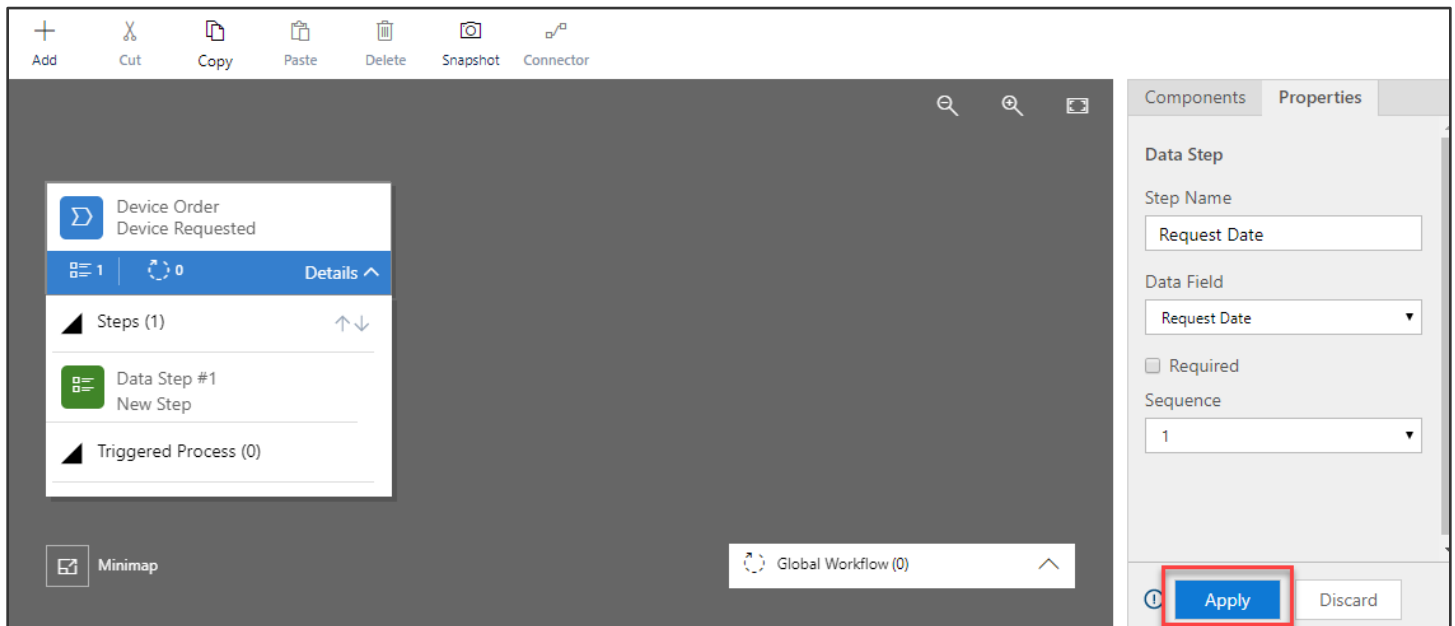 Add Cut Copy Paste Delete Snapshot Connector
Components Properties
Data Step
Step Name
Request Date
Data Field
Request Date
Required
Sequence
1
Apply Discard
Device Order
Device Requested
1 0 Details
Steps (1)
Data Step #1
New Step
Triggered Process (0)
Minimap
Global Workflow (0)